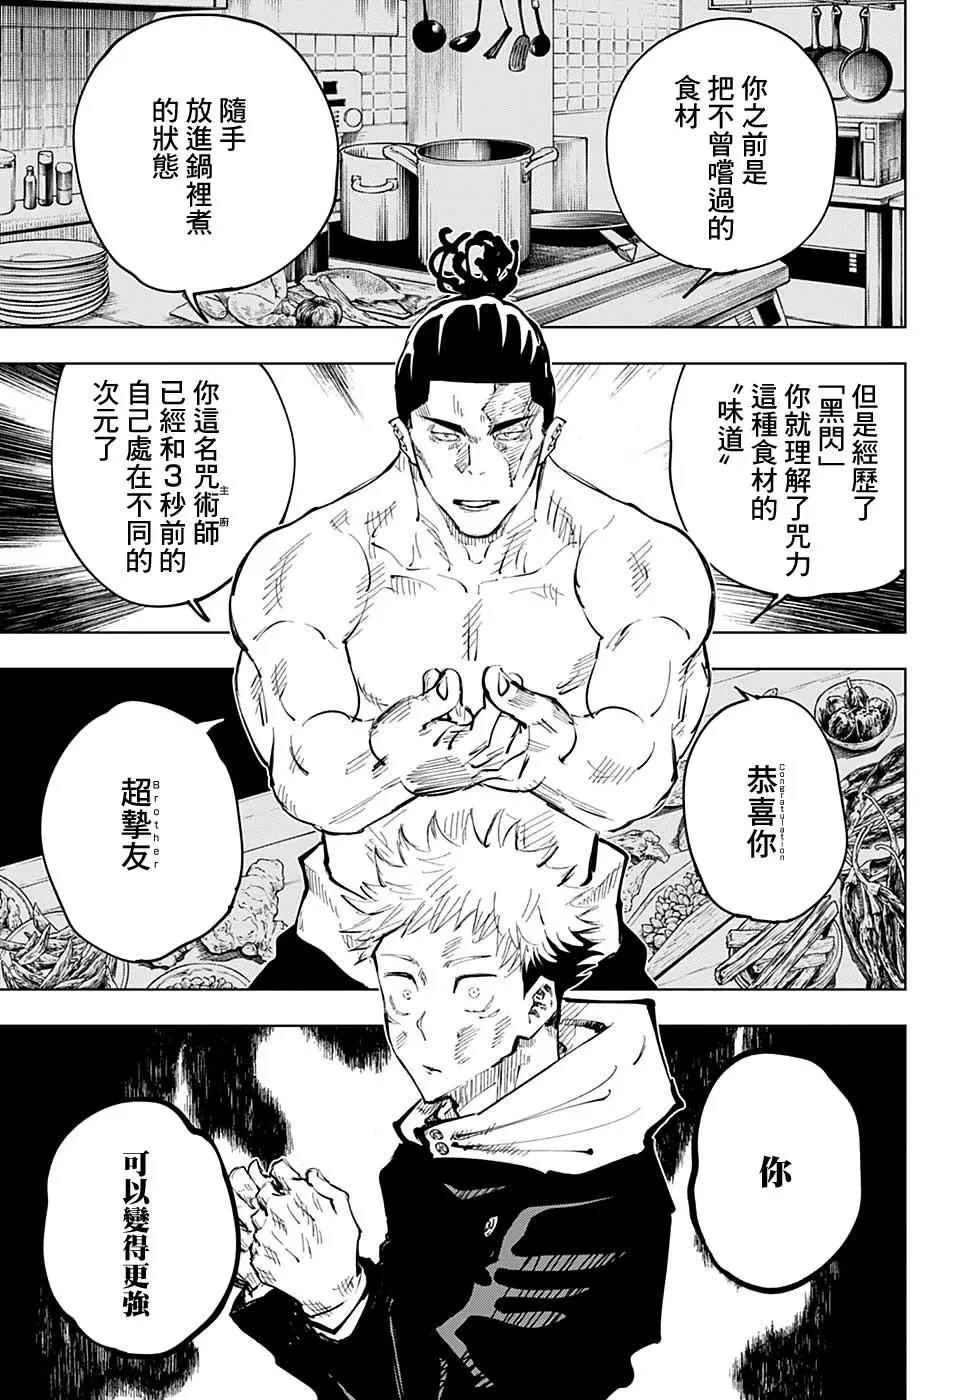 你之前是
把不曾嚐過的
食材
隨手
放進鍋裡煮
的狀態
但是經歷了
「黑閃」
你就理解了咒力
這種食材的
〝味道〞
你這名咒術師
主廚
已經和3秒前的
自己處在不同的
次元了
恭喜你
Congratulation
超摯友
Brother
你
可以變得更強